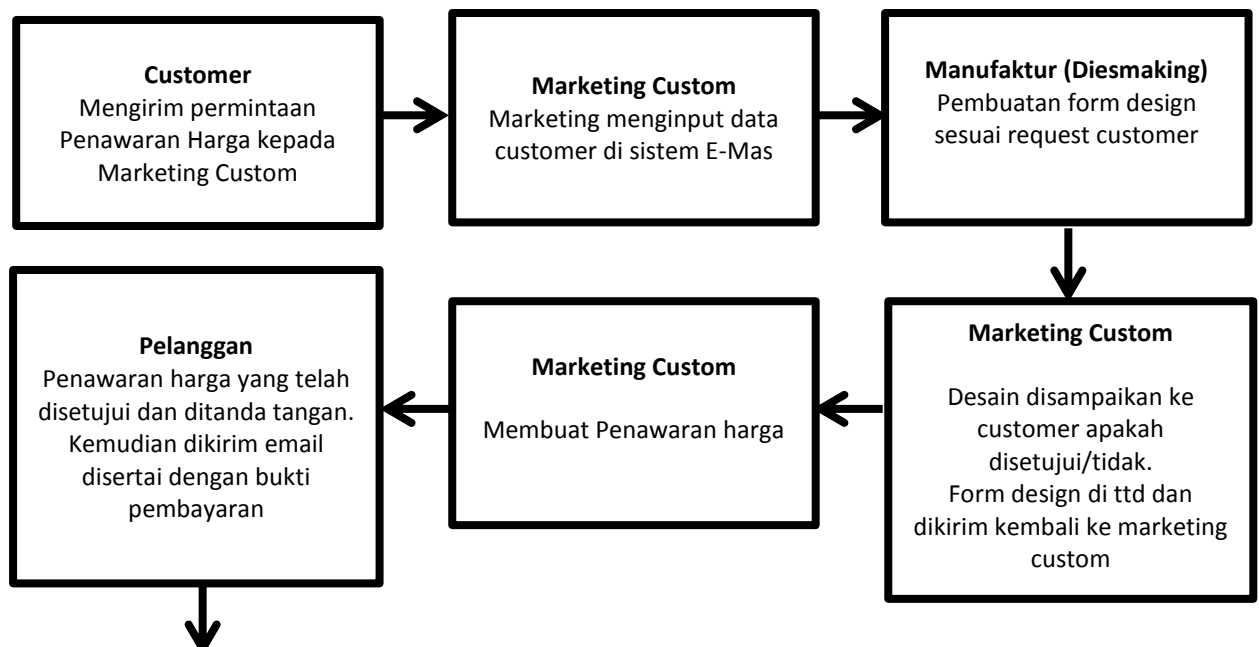 Customer
Mengirim permintaan
Penawaran Harga kepada
Marketing Custom
Marketing Custom
Marketing menginput data
customer di sistem E-Mas
Manufaktur (Diesmaking)
Pembuatan form design
sesuai request customer
Marketing Custom
Desain disampaikan ke
customer apakah
disetujui/tidak.
Form design di ttd dan
dikirim kembali ke marketing
custom
Marketing Custom
Membuat Penawaran harga
Pelanggan
Penawaran harga yang telah
disetujui dan ditanda tangan.
Kemudian dikirim email
disertai dengan bukti
pembayaran